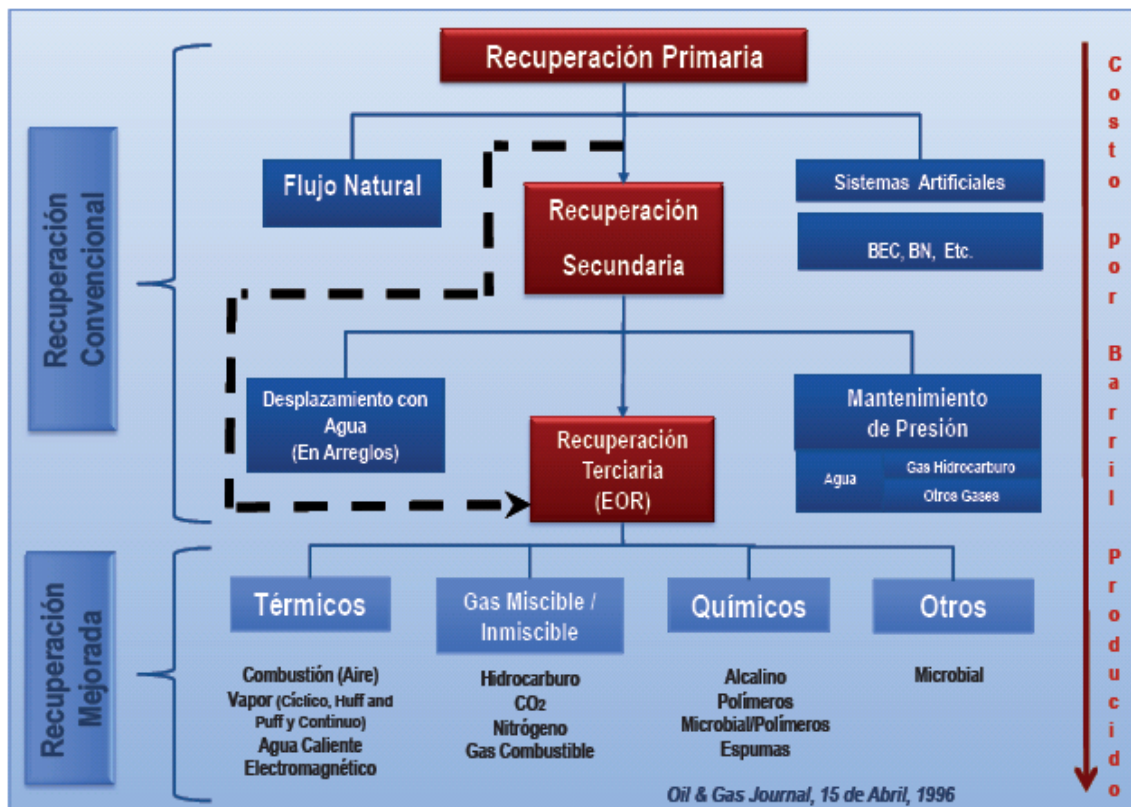 Recuperación Primaria
Flujo Natural
Sistemas Artificiales
BEC, BN, Etc.
Recuperación
Secundaria
Recuperación
Convencional
Desplazamiento con
Agua
(En Arreglos)
Mantenimiento
de Presión
Agua
Gas Hidrocarburo
Otros Gases
Recuperación
Terciaria
(EOR)
Recuperación
Mejorada
Térmicos
Gas Miscible /
Inmiscible
Químicos
Otros
Combustión (Aire)
Vapor (Cíclico, Huff and
Puff y Continuo)
Agua Caliente
Electromagnético
Hidrocarburo
CO₂
Nitrógeno
Gas Combustible
Alcalino
Polímeros
Microbial/Polímeros
Espumas
Microbial
Costo por Barril Producido
Oil & Gas Journal, 15 de Abril, 1996